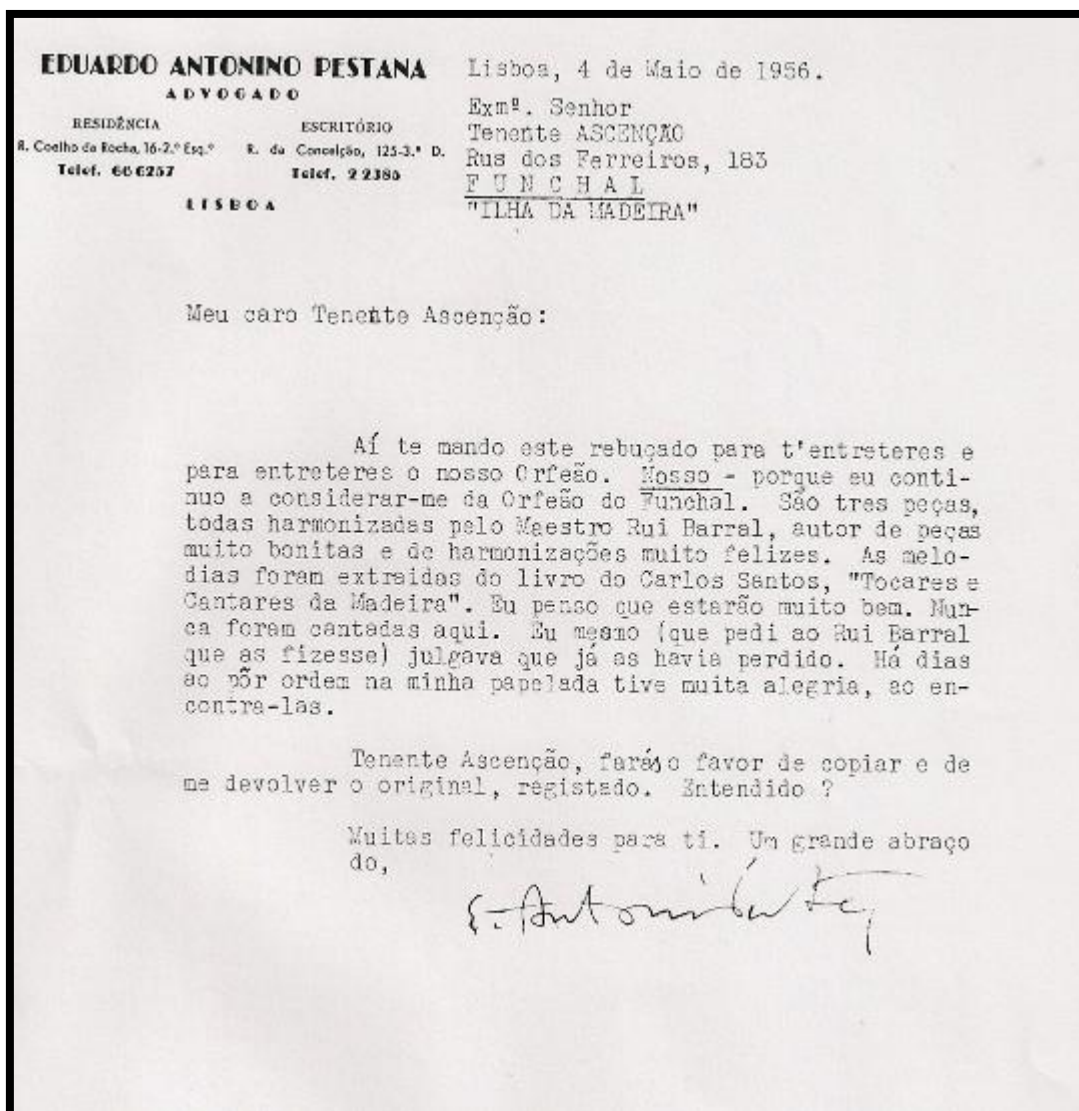 EDUARDO ANTONINO PESTANA
ADVOGADO
RESIDÊNCIA
R. Coelho da Rocha, 16-2.º Esq.º
Telef. 666257
ESCRITÓRIO
R. da Conceição, 125-3.º D.
Telef. 22385
LISBOA
Lisboa, 4 de Maio de 1956.
Exmº. Senhor
Tenente ASCENÇÃO
Rua dos Ferreiros, 183
F U N C H A L
"ILHA DA MADEIRA"
Meu caro Tenente Ascenção:
Aí te mando este rebuçado para t'entreteres e
para entreteres o nosso Orfeão. Nosso - porque eu conti-
nuo a considerar-me da Orfeão do Funchal. São tres peças,
todas harmonizadas pelo Maestro Rui Barral, autor de peças
muito bonitas e de harmonizações muito felizes. As melo-
dias foram extraidas do livro do Carlos Santos, "Tocares e
Cantares da Madeira". Eu penso que estarão muito bem. Nun-
ca foram cantadas aqui. Eu mesmo (que pedi ao Rui Barral
que as fizesse) julgava que já as havia perdido. Há dias
ao pôr ordem na minha papelada tive muita alegria, ao en-
contra-las.
Tenente Ascenção, farás o favor de copiar e de
me devolver o original, registado. Entendido ?
Muitas felicidades para ti. Um grande abraço
do,
E. Antonino